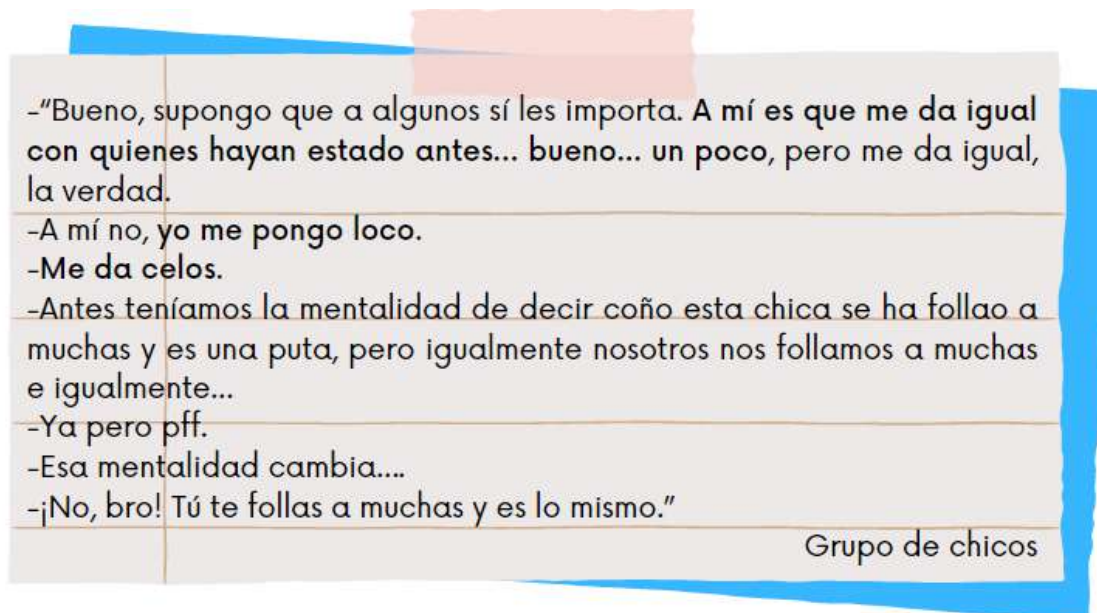 -“Bueno, supongo que a algunos sí les importa. A mí es que me da igual
con quienes hayan estado antes... bueno... un poco, pero me da igual,
la verdad.
-A mí no, yo me pongo loco.
-Me da celos.
-Antes teníamos la mentalidad de decir coño esta chica se ha follao a
muchas y es una puta, pero igualmente nosotros nos follamos a muchas
e igualmente...
-Ya pero pff.
-Esa mentalidad cambia....
-¡No, bro! Tú te follas a muchas y es lo mismo.”
Grupo de chicos